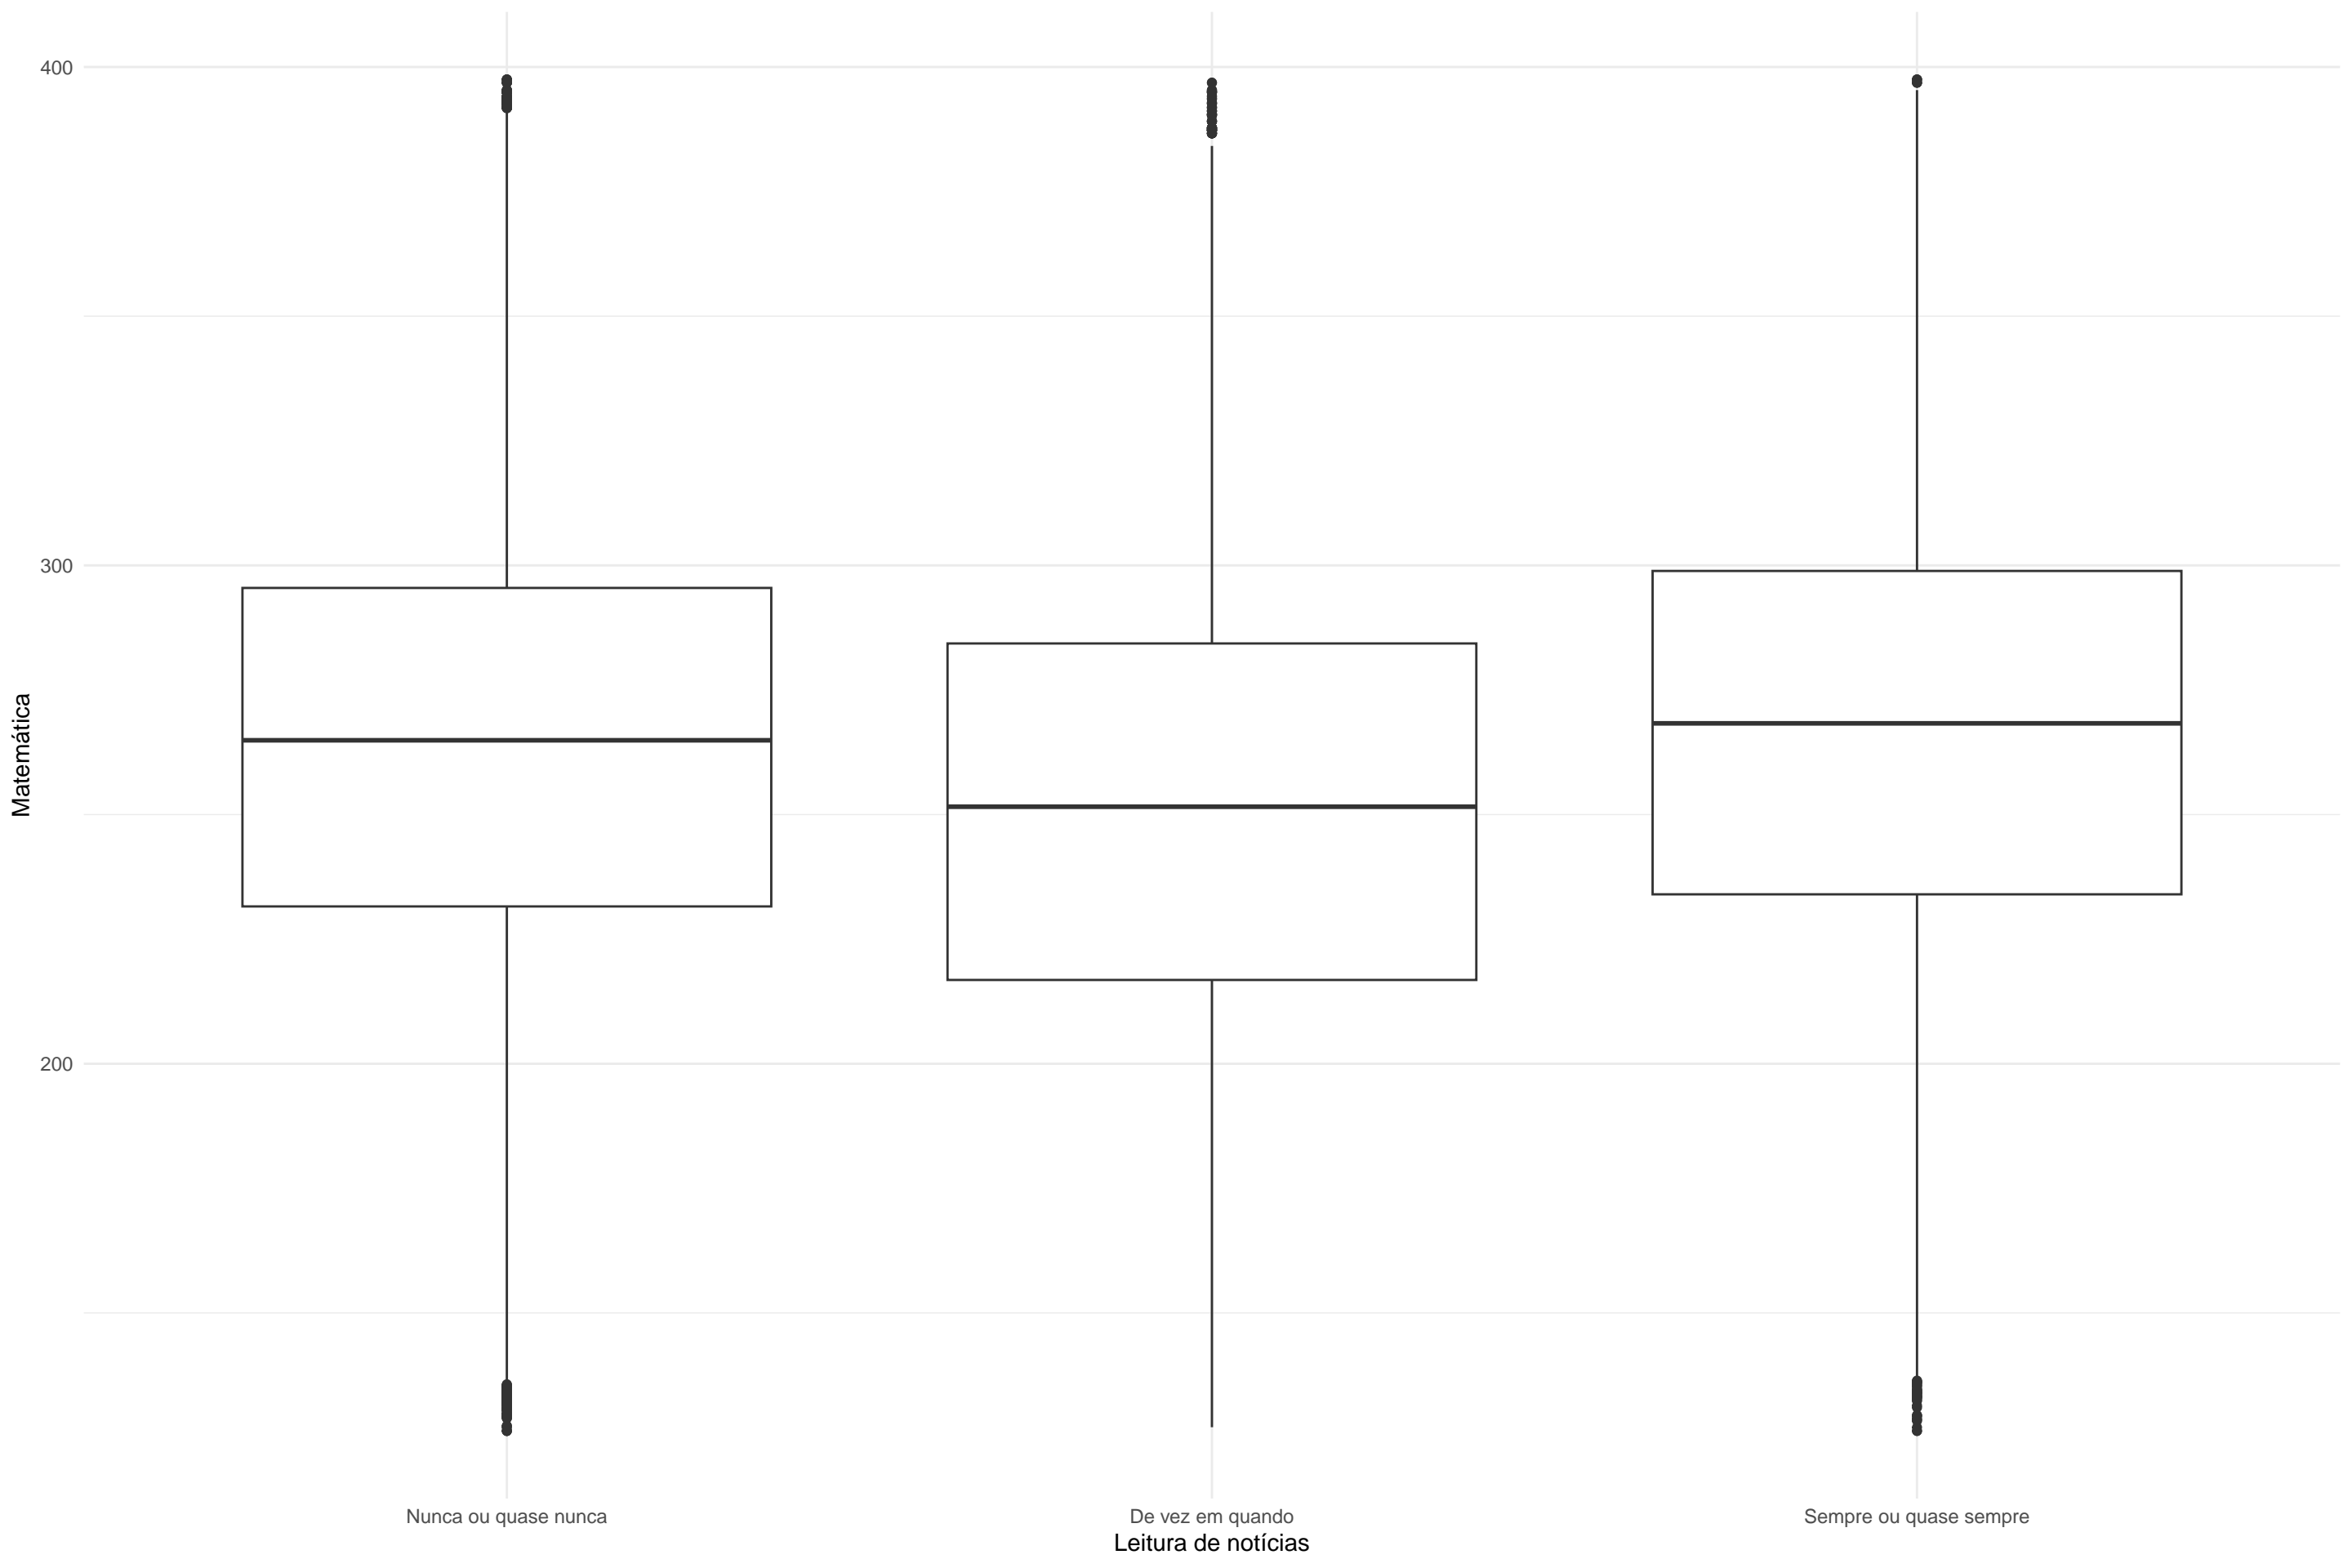 400
300
200
Matemática
Nunca ou quase nunca
De vez em quando
Sempre ou quase sempre
Leitura de notícias